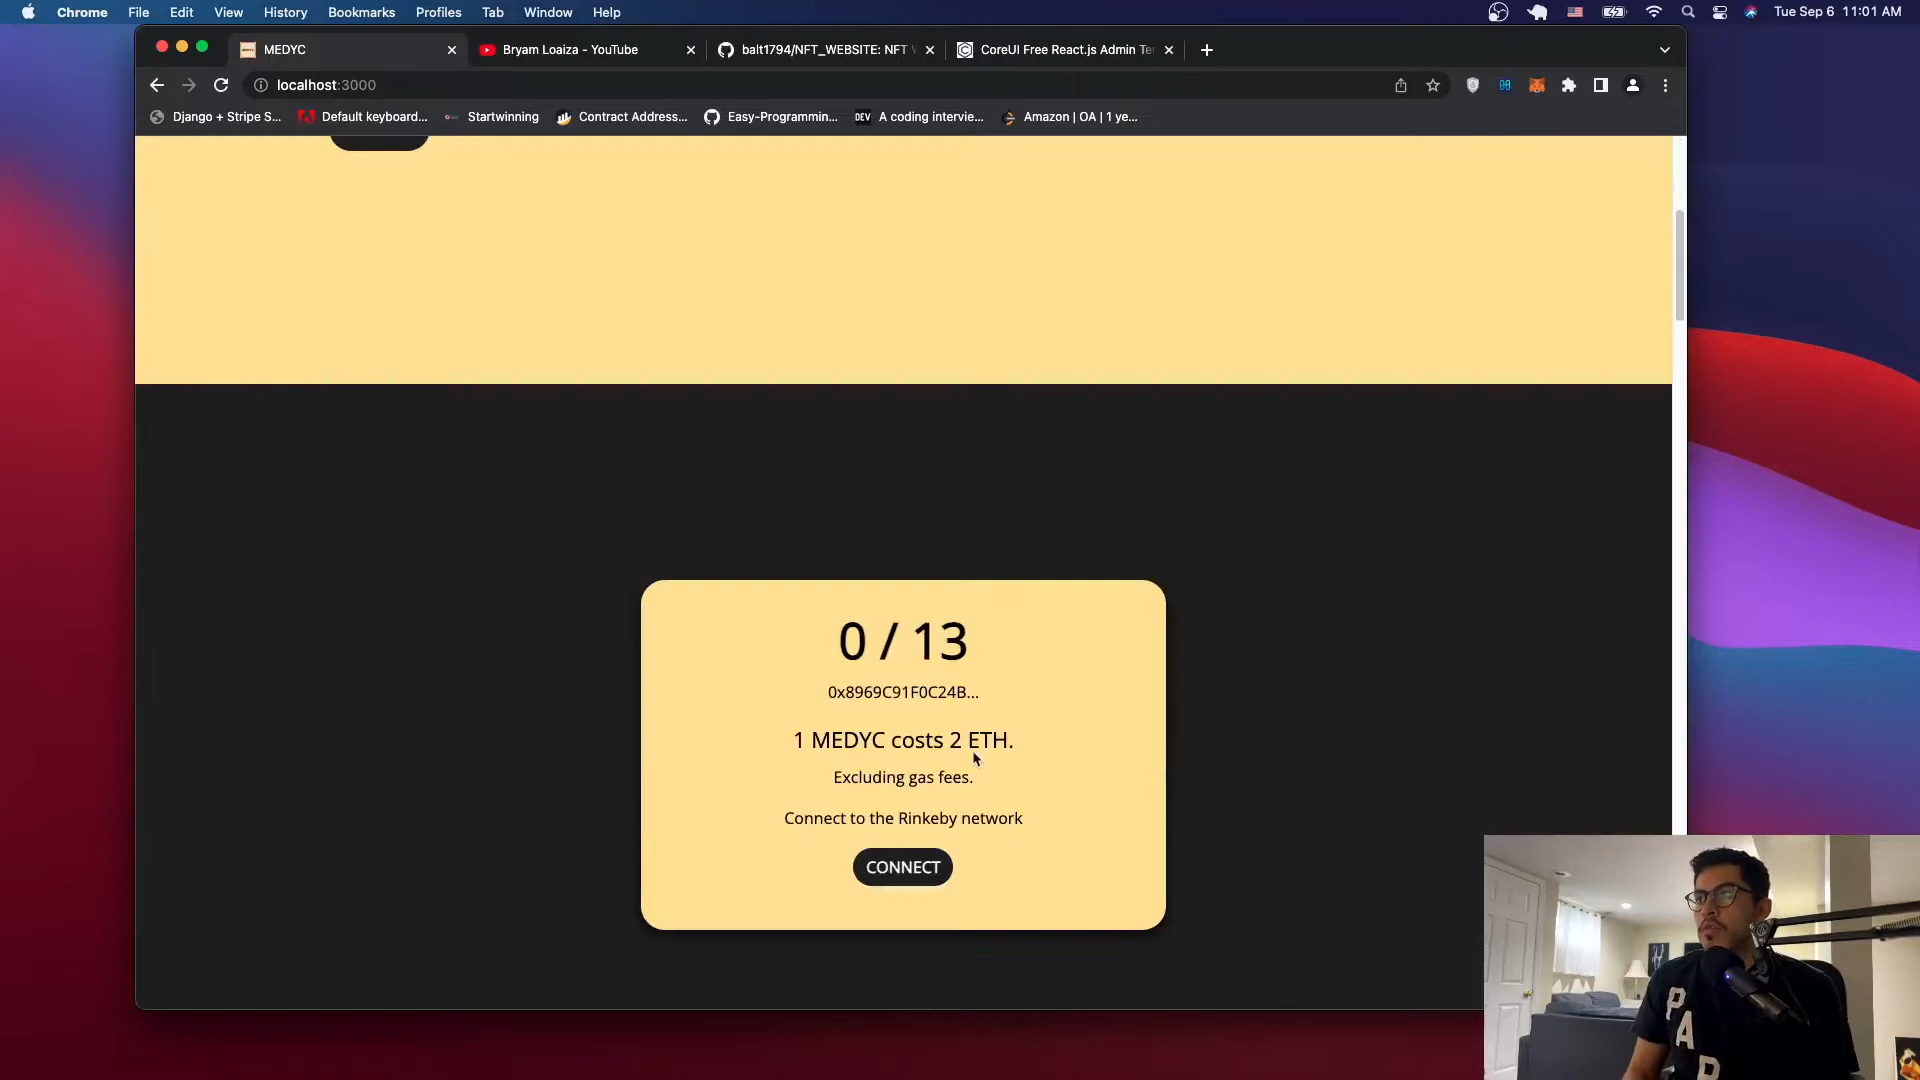 Chrome File Edit View History Bookmarks Profiles Tab Window Help Tue Sep 6 11:01 AM
MEDYC Bryam Loaiza - YouTube balt1794/NFT_WEBSITE: NFT CoreUI Free React.js Admin
localhost:3000
Django + Stripe S... Default keyboard... Startwinning Contract Address... Easy-Programmin... DEV A coding intervie... Amazon | OA | 1 ye...
0 / 13
0x8969C91F0C24B...
1 MEDYC costs 2 ETH.
Excluding gas fees.
Connect to the Rinkeby network
CONNECT
P
A